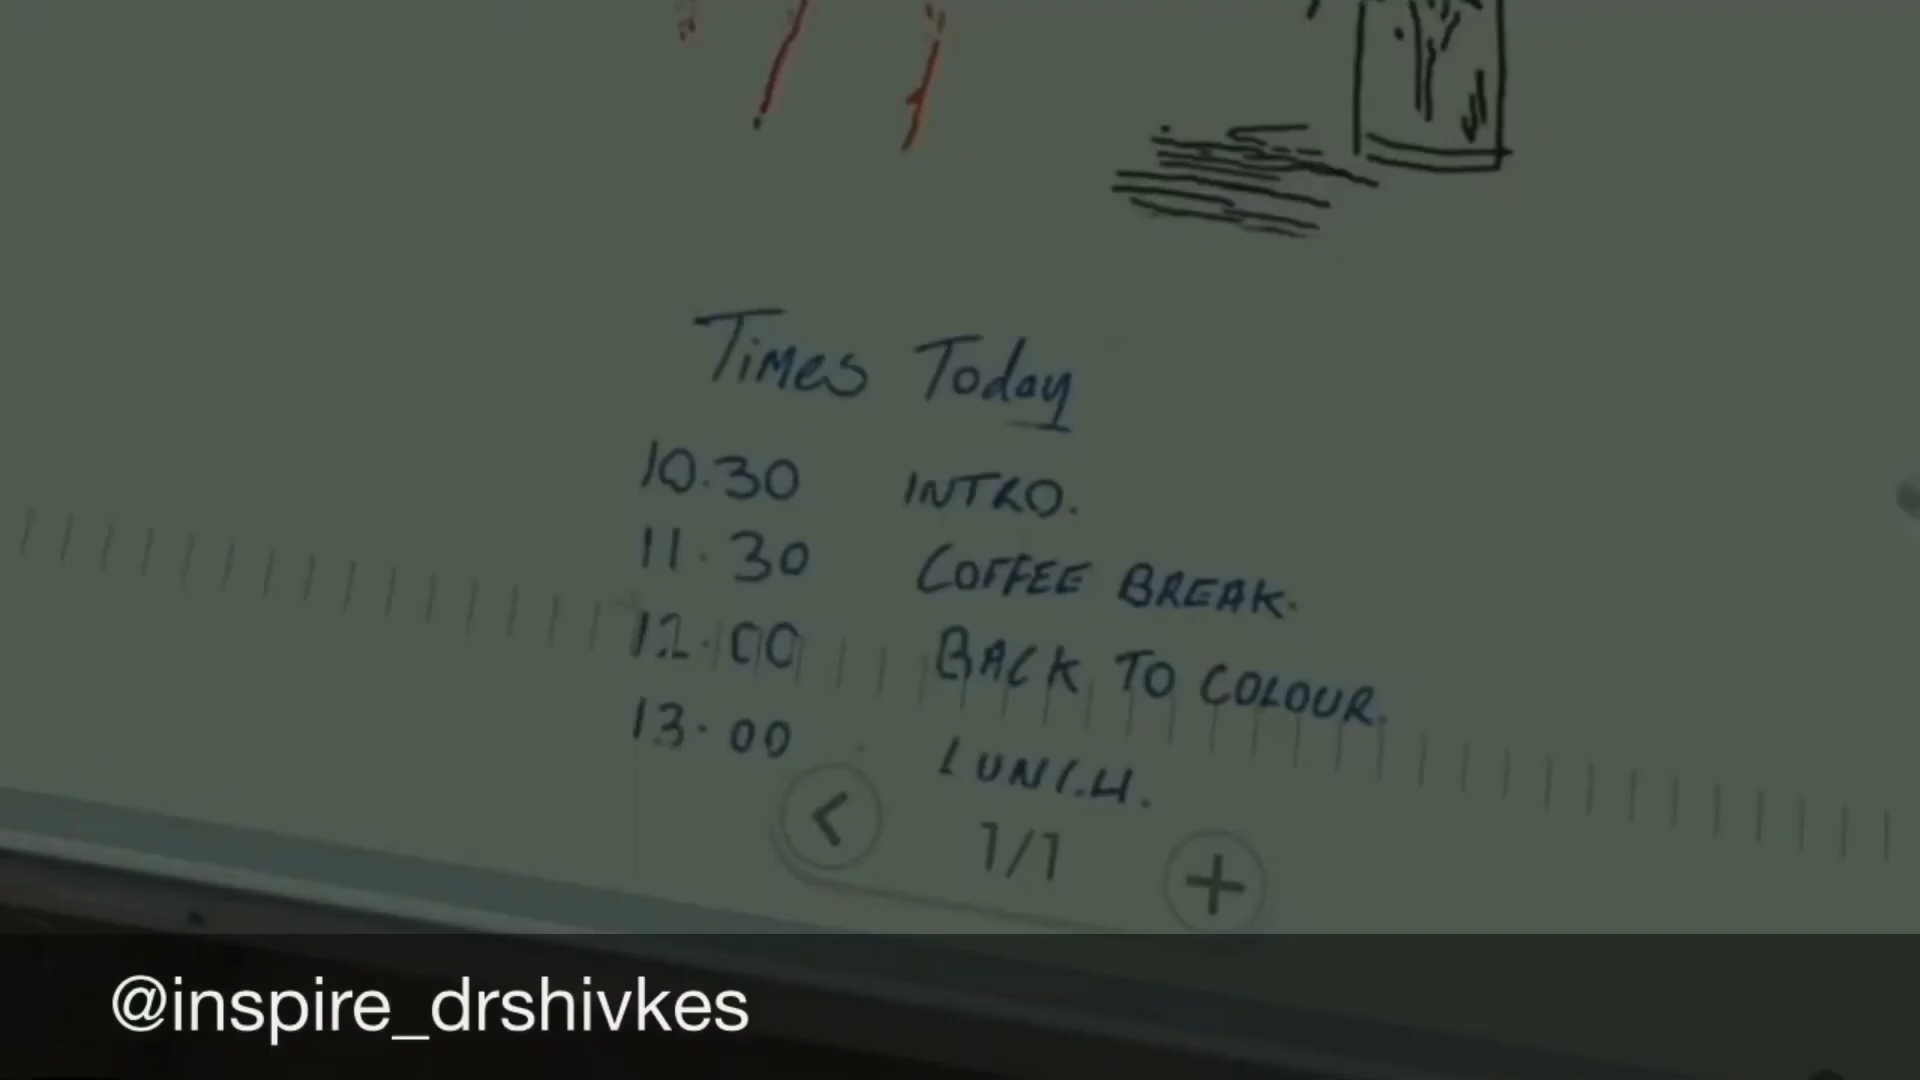 Times Today
10.30 INTRO.
11.30 COFFEE BREAK.
12.00 BACK TO COLOUR.
13.00 LUNCH.
1/1
@inspire_drshivkes